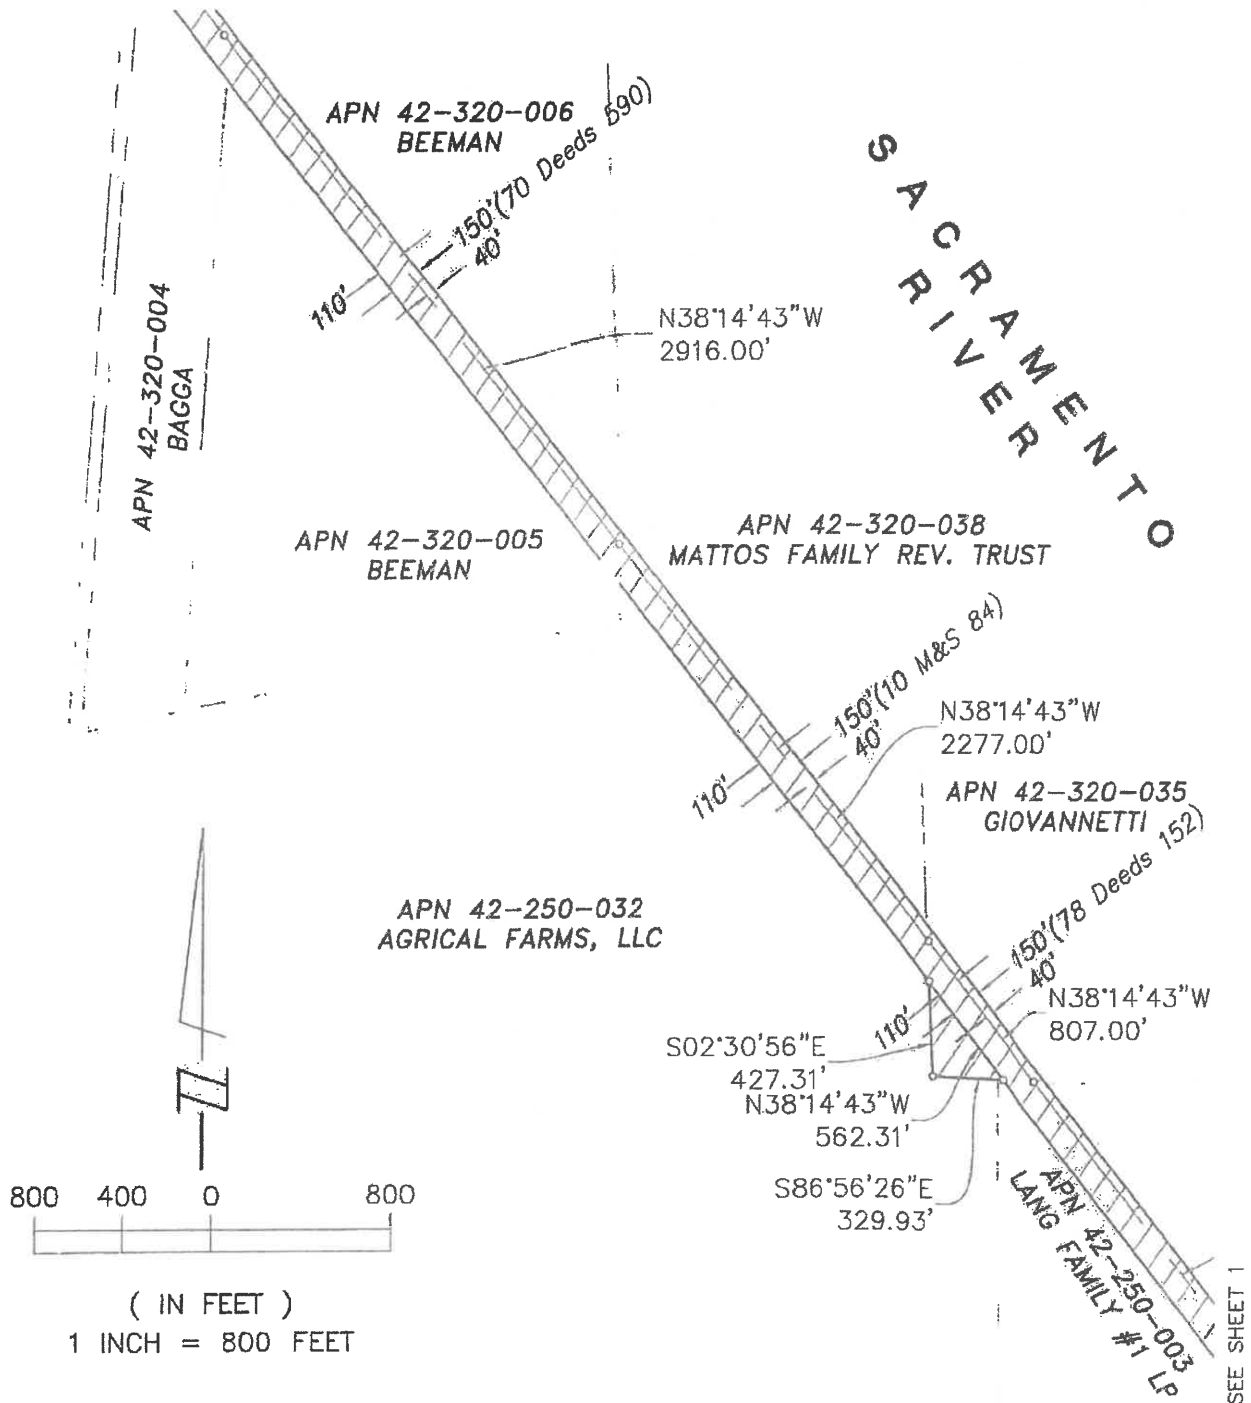 APN 42-320-006
BEEMAN
150'(70 Deeds 590)
40'
110'
SACRAMENTO
RIVER
N38°14'43"W
2916.00'
APN 42-320-004
BAGGA
APN 42-320-005
BEEMAN
APN 42-320-038
MATTOS FAMILY REV. TRUST
150'(10 M&S 84)
40'
110'
N38°14'43"W
2277.00'
APN 42-320-035
GIOVANNETTI
APN 42-250-032
AGRICAL FARMS, LLC
150'(78 Deeds 152)
40'
110'
N38°14'43"W
807.00'
S02°30'56"E
427.31'
N38°14'43"W
562.31'
S86°56'26"E
329.93'
APN 42-250-003
LANG FAMILY #1 LP
800 400 0 800
( IN FEET )
1 INCH = 800 FEET
SEE SHEET 1